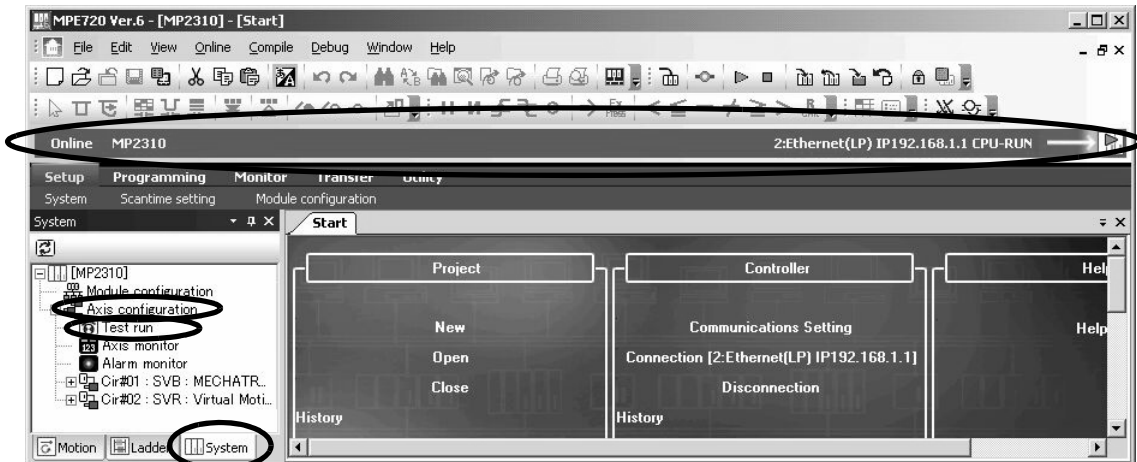 MPE720 Ver.6 - [MP2310] - [Start]
File Edit View Online Compile Debug Window Help
Online MP2310 2:Ethernet(LP) IP192.168.1.1 CPU-RUN
Setup Programming Monitor Transfer Utility
System Scantime setting Module configuration
System
Start
[MP2310]
Module configuration
Axis configuration
Test run
Axis monitor
Alarm monitor
Cir#01 : SVB : MECHATR...
Cir#02 : SVR : Virtual Moti...
Motion Ladder System
Project
New
Open
Close
History
Controller
Communications Setting
Connection [2:Ethernet(LP) IP192.168.1.1]
Disconnection
History
Help
Help